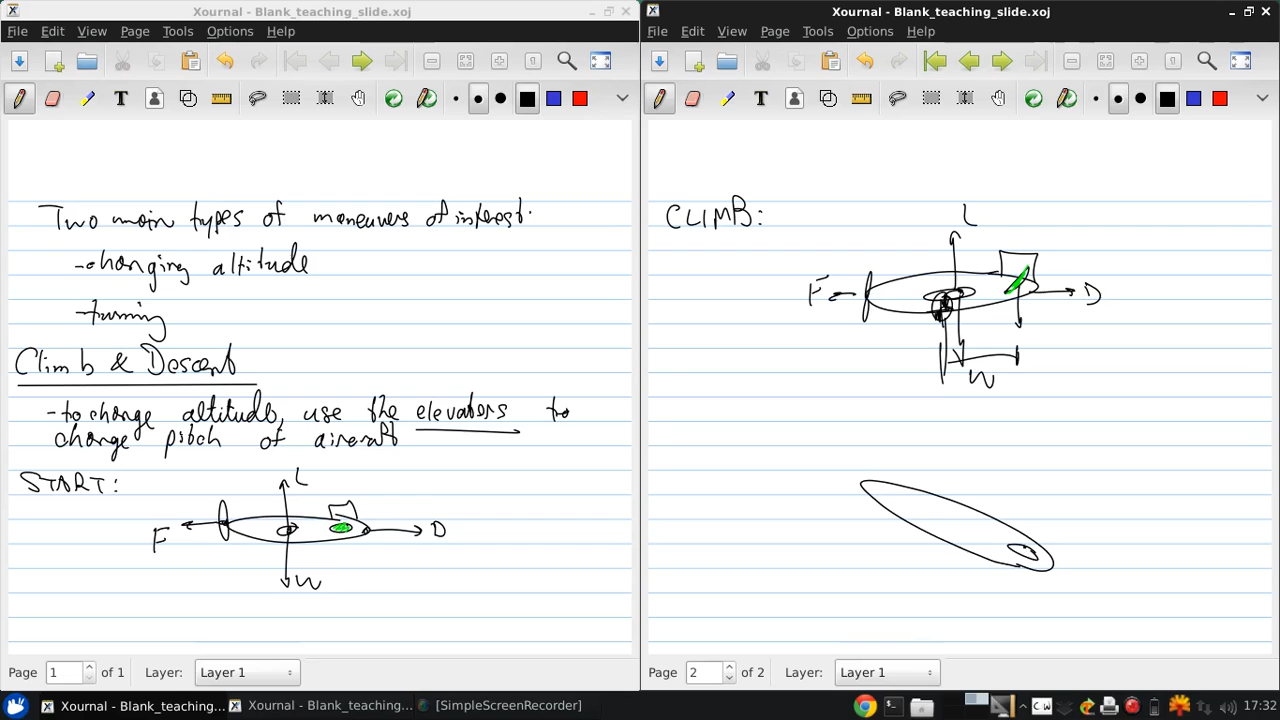 Xournal - Blank_teaching_slide.xoj
File Edit View Page Tools Options Help
Two main types of maneuvers of interest:
-changing altitude
-turning
Climb & Descent
-to change altitude, use the elevators to
change pitch of aircraft
START:
L
F
D
W
Page 1 of 1 Layer: Layer 1
Xournal - Blank_teaching_slide.xoj
File Edit View Page Tools Options Help
CLIMB:
L
F
D
W
Page 2 of 2 Layer: Layer 1
Xournal - Blank_teaching_... Xournal - Blank_teaching_... [SimpleScreenRecorder] 17:32